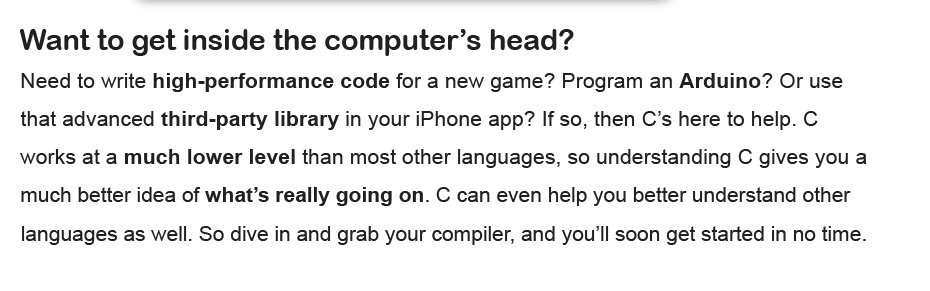 Want to get inside the computer’s head?
Need to write high-performance code for a new game? Program an Arduino? Or use
that advanced third-party library in your iPhone app? If so, then C’s here to help. C
works at a much lower level than most other languages, so understanding C gives you a
much better idea of what’s really going on. C can even help you better understand other
languages as well. So dive in and grab your compiler, and you’ll soon get started in no time.